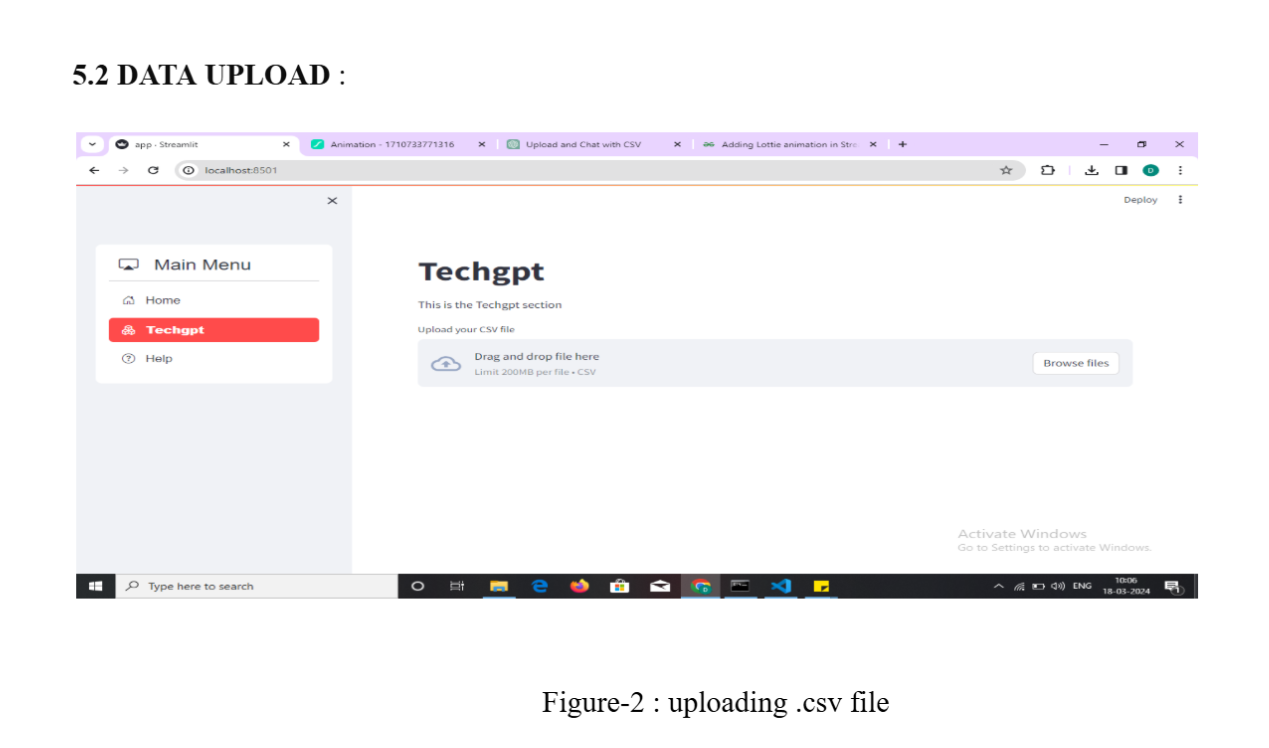 5.2 DATA UPLOAD :
app · Streamlit
Animation - 1710733771316
Upload and Chat with CSV
Adding Lottie animation in Stre
localhost:8501
D
Deploy
Main Menu
Home
Techgpt
Help
Techgpt
This is the Techgpt section
Upload your CSV file
Drag and drop file here
Limit 200MB per file • CSV
Browse files
Activate Windows
Go to Settings to activate Windows.
Type here to search
ENG
10:06
18-03-2024
Figure-2 : uploading .csv file